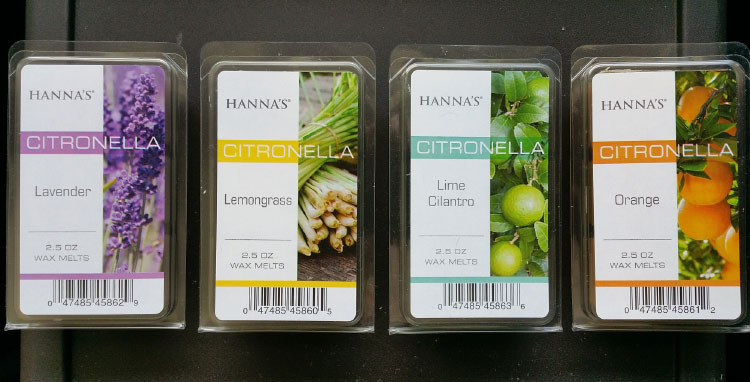 HANNA'S®
CITRONELLA
Lavender
2.5 OZ
WAX MELTS
0 47485 45862 9
HANNA'S®
CITRONELLA
Lemongrass
2.5 OZ
WAX MELTS
0 47485 45860 5
HANNA'S®
CITRONELLA
Lime
Cilantro
2.5 OZ
WAX MELTS
0 47485 45863 6
HANNA'S®
CITRONELLA
Orange
2.5 OZ
WAX MELTS
0 47485 45861 2